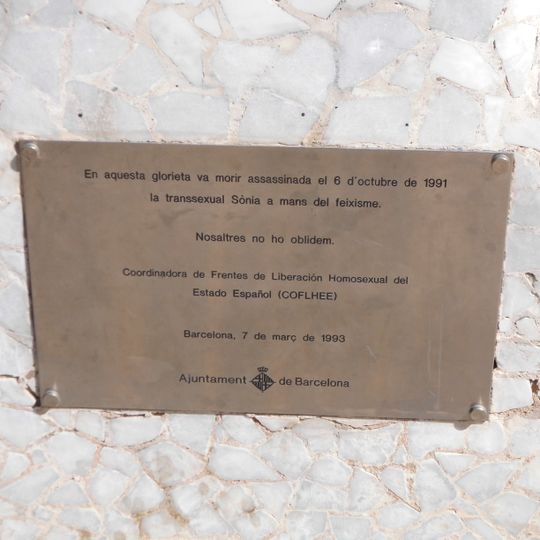 En aquesta glorieta va morir assassinada el 6 d'octubre de 1991
la transsexual Sònia a mans del feixisme.
Nosaltres no ho oblidem.
Coordinadora de Frentes de Liberación Homosexual del
Estado Español (COFLHEE)
Barcelona, 7 de març de 1993
Ajuntament de Barcelona